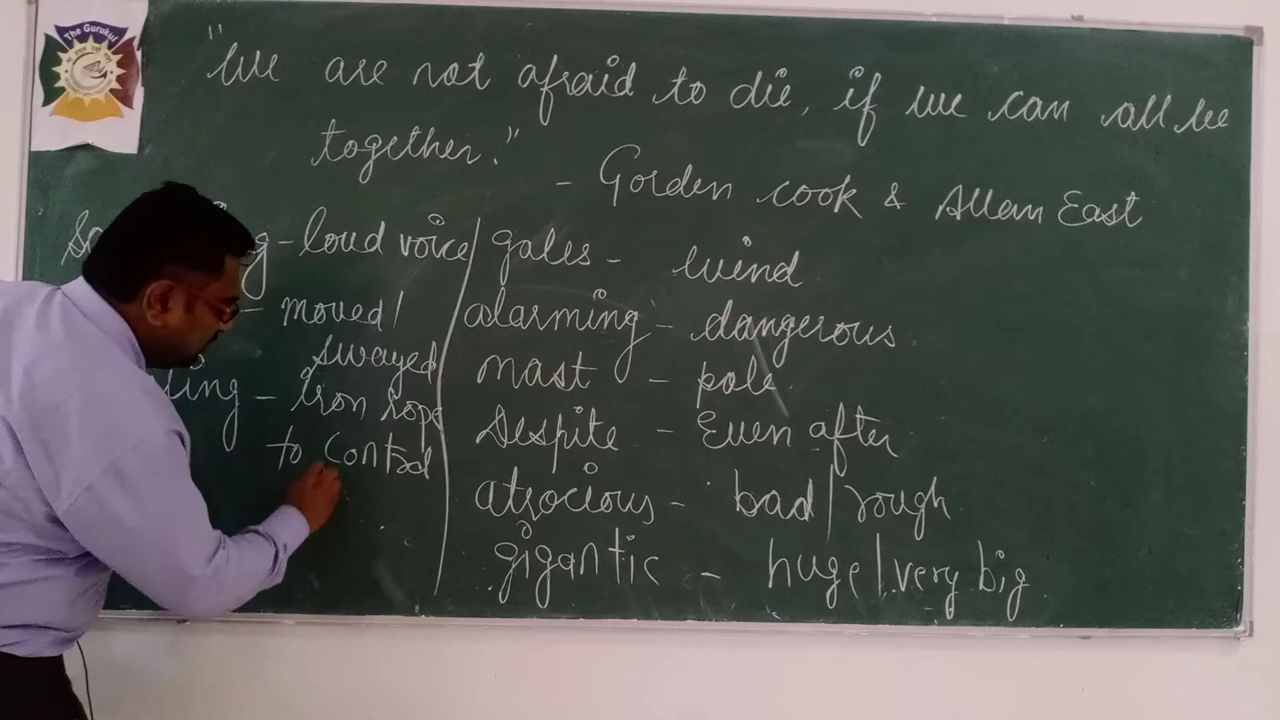 The Gurukul
"We are not afraid to die, if we can all be
together."
- Gorden cook & Allan East
- loud voice
- moved/
swayed
- Iron rope
to Control
gales - wind
alarming - dangerous
mast - pole
Despite - Even after
atrocious - bad/rough
gigantic - huge/very big